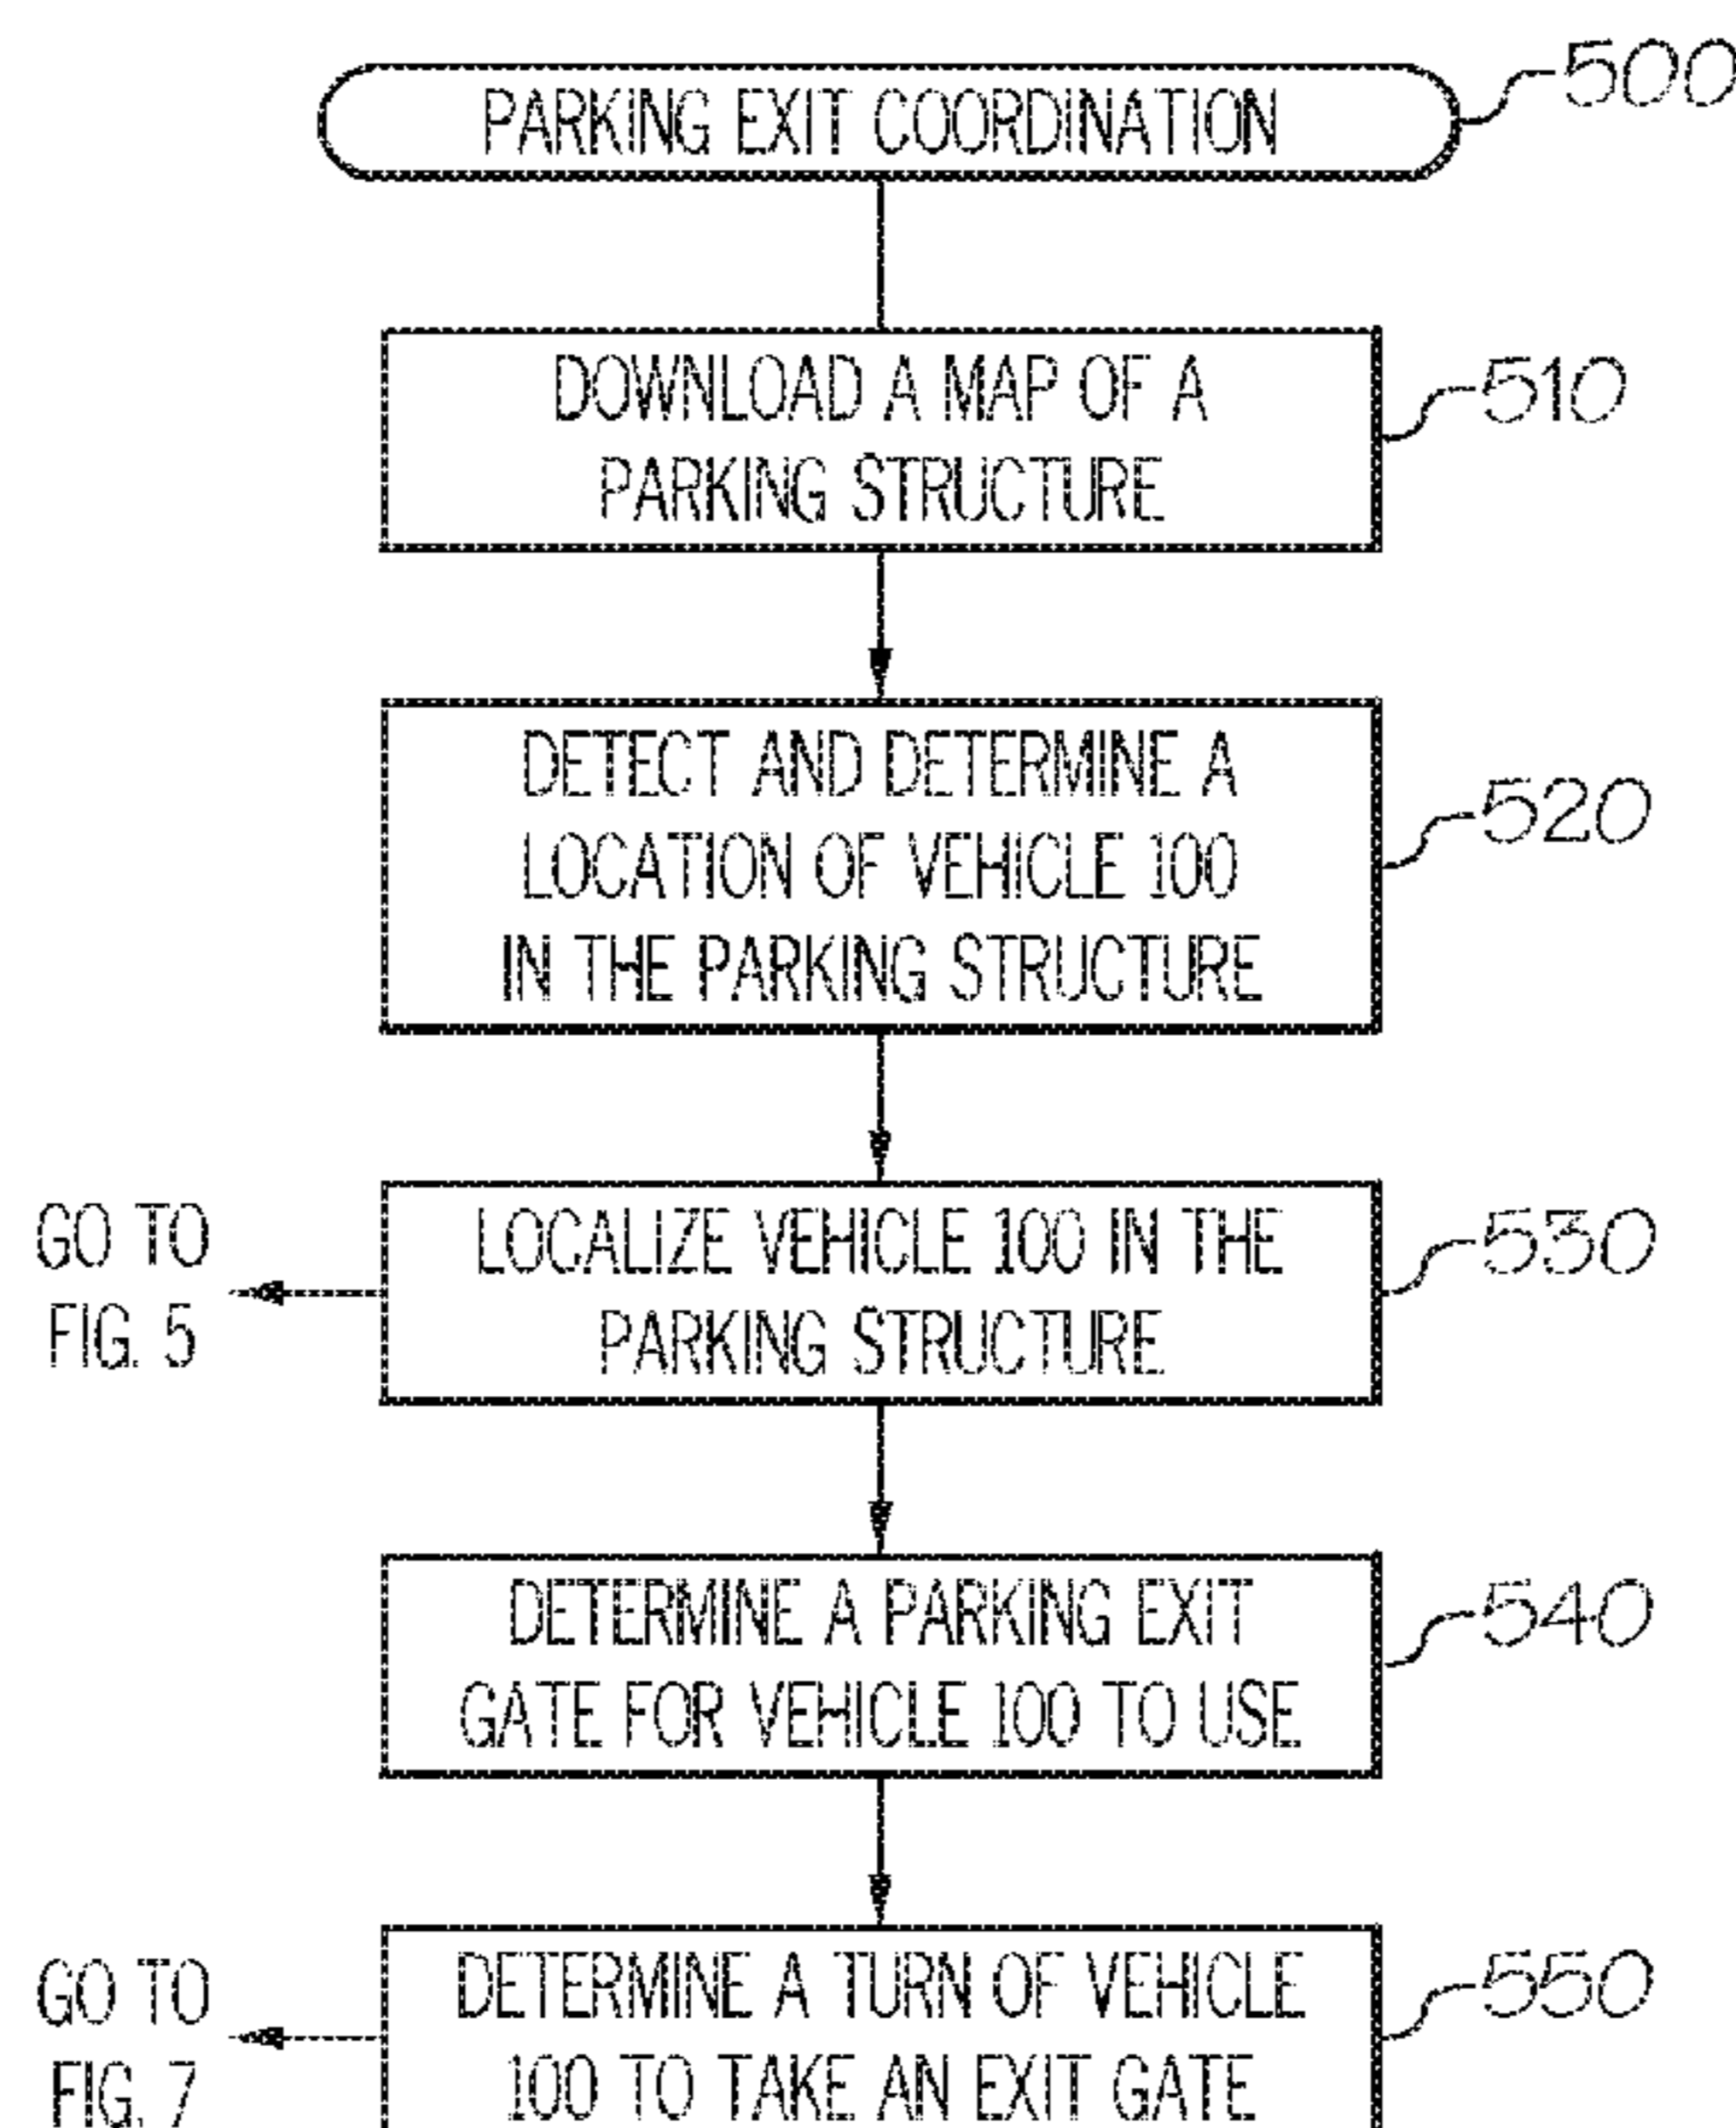 PARKING EXIT COORDINATION
500
DOWNLOAD A MAP OF A
PARKING STRUCTURE
510
DETECT AND DETERMINE A
LOCATION OF VEHICLE 100
IN THE PARKING STRUCTURE
520
GO TO
FIG. 5
LOCALIZE VEHICLE 100 IN THE
PARKING STRUCTURE
530
DETERMINE A PARKING EXIT
GATE FOR VEHICLE 100 TO USE
540
GO TO
FIG. 7
DETERMINE A TURN OF VEHICLE
100 TO TAKE AN EXIT GATE
550